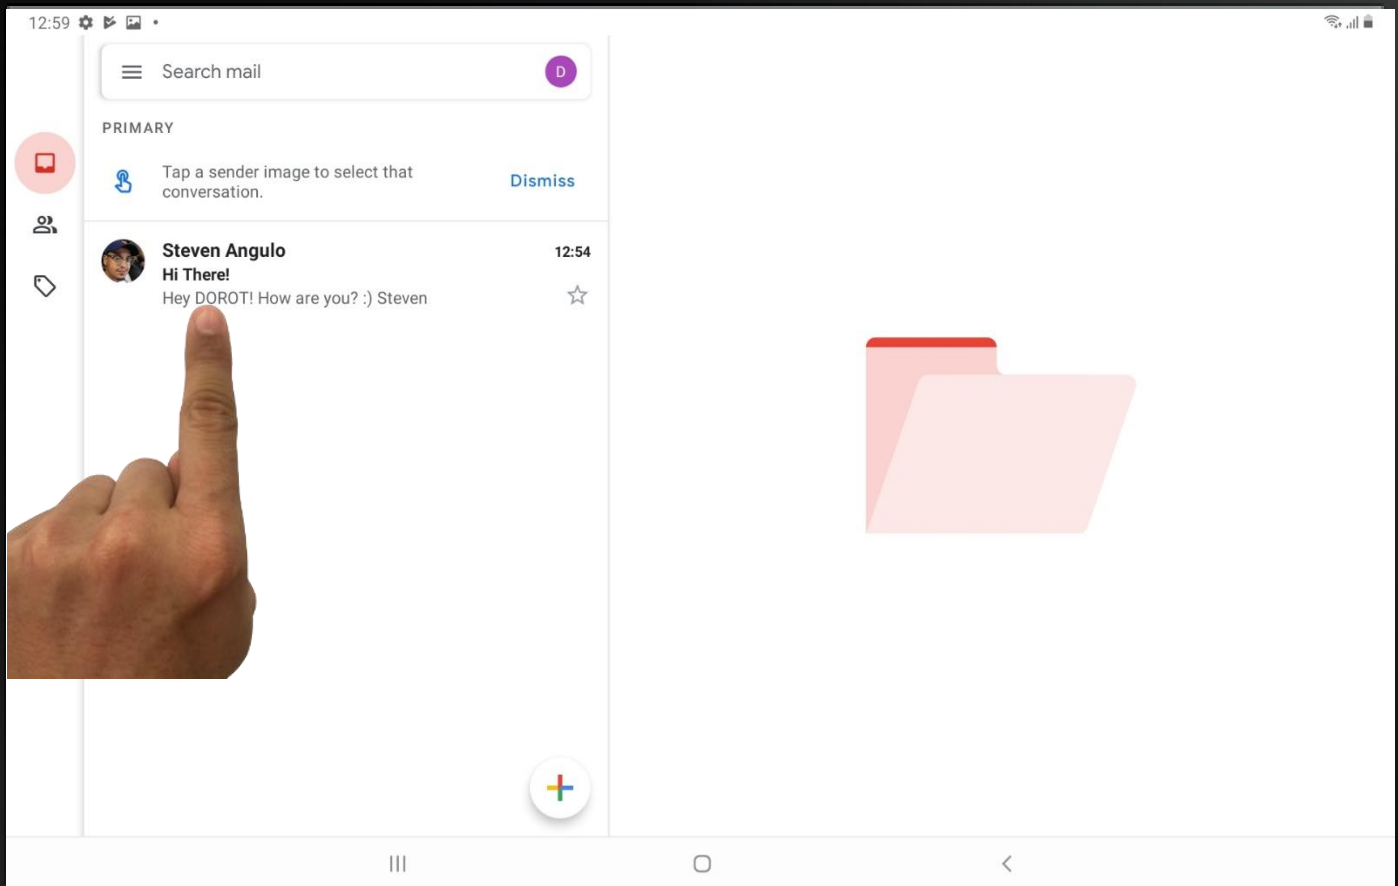 12:59
Search mail
D
PRIMARY
Tap a sender image to select that
conversation.
Dismiss
Steven Angulo
12:54
Hi There!
Hey DOROT! How are you? :) Steven